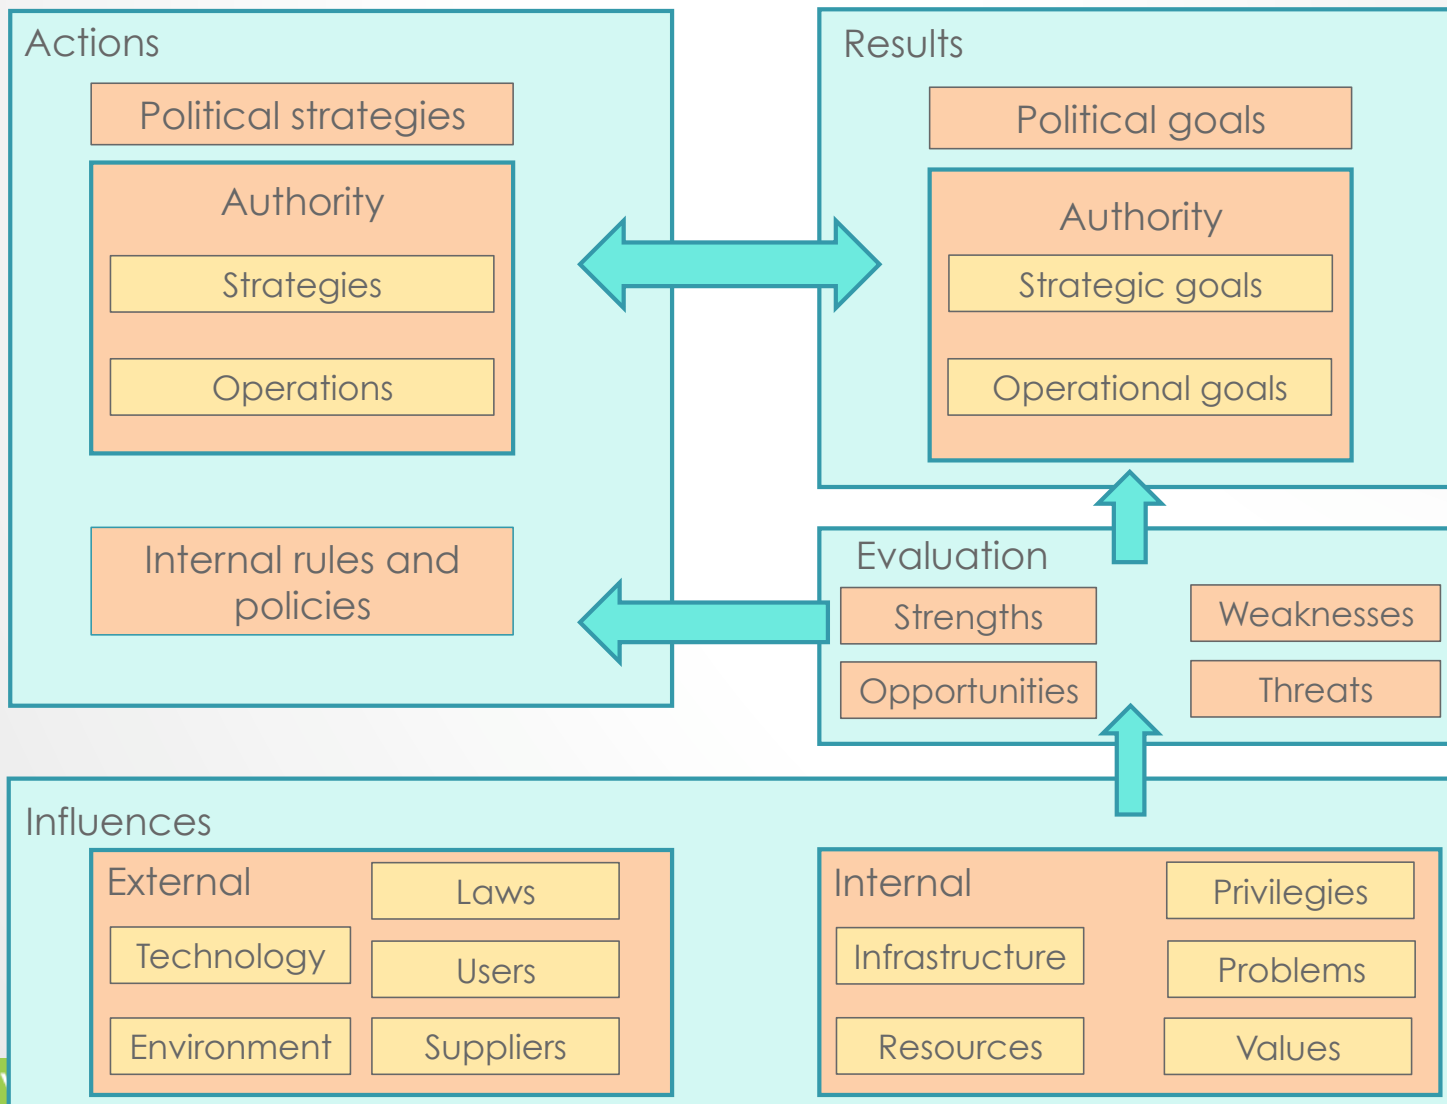 Actions
Political strategies
Authority
Strategies
Operations
Internal rules and
policies
Results
Political goals
Authority
Strategic goals
Operational goals
Evaluation
Strengths
Weaknesses
Opportunities
Threats
Influences
External
Laws
Technology
Users
Environment
Suppliers
Internal
Privilegies
Infrastructure
Problems
Resources
Values